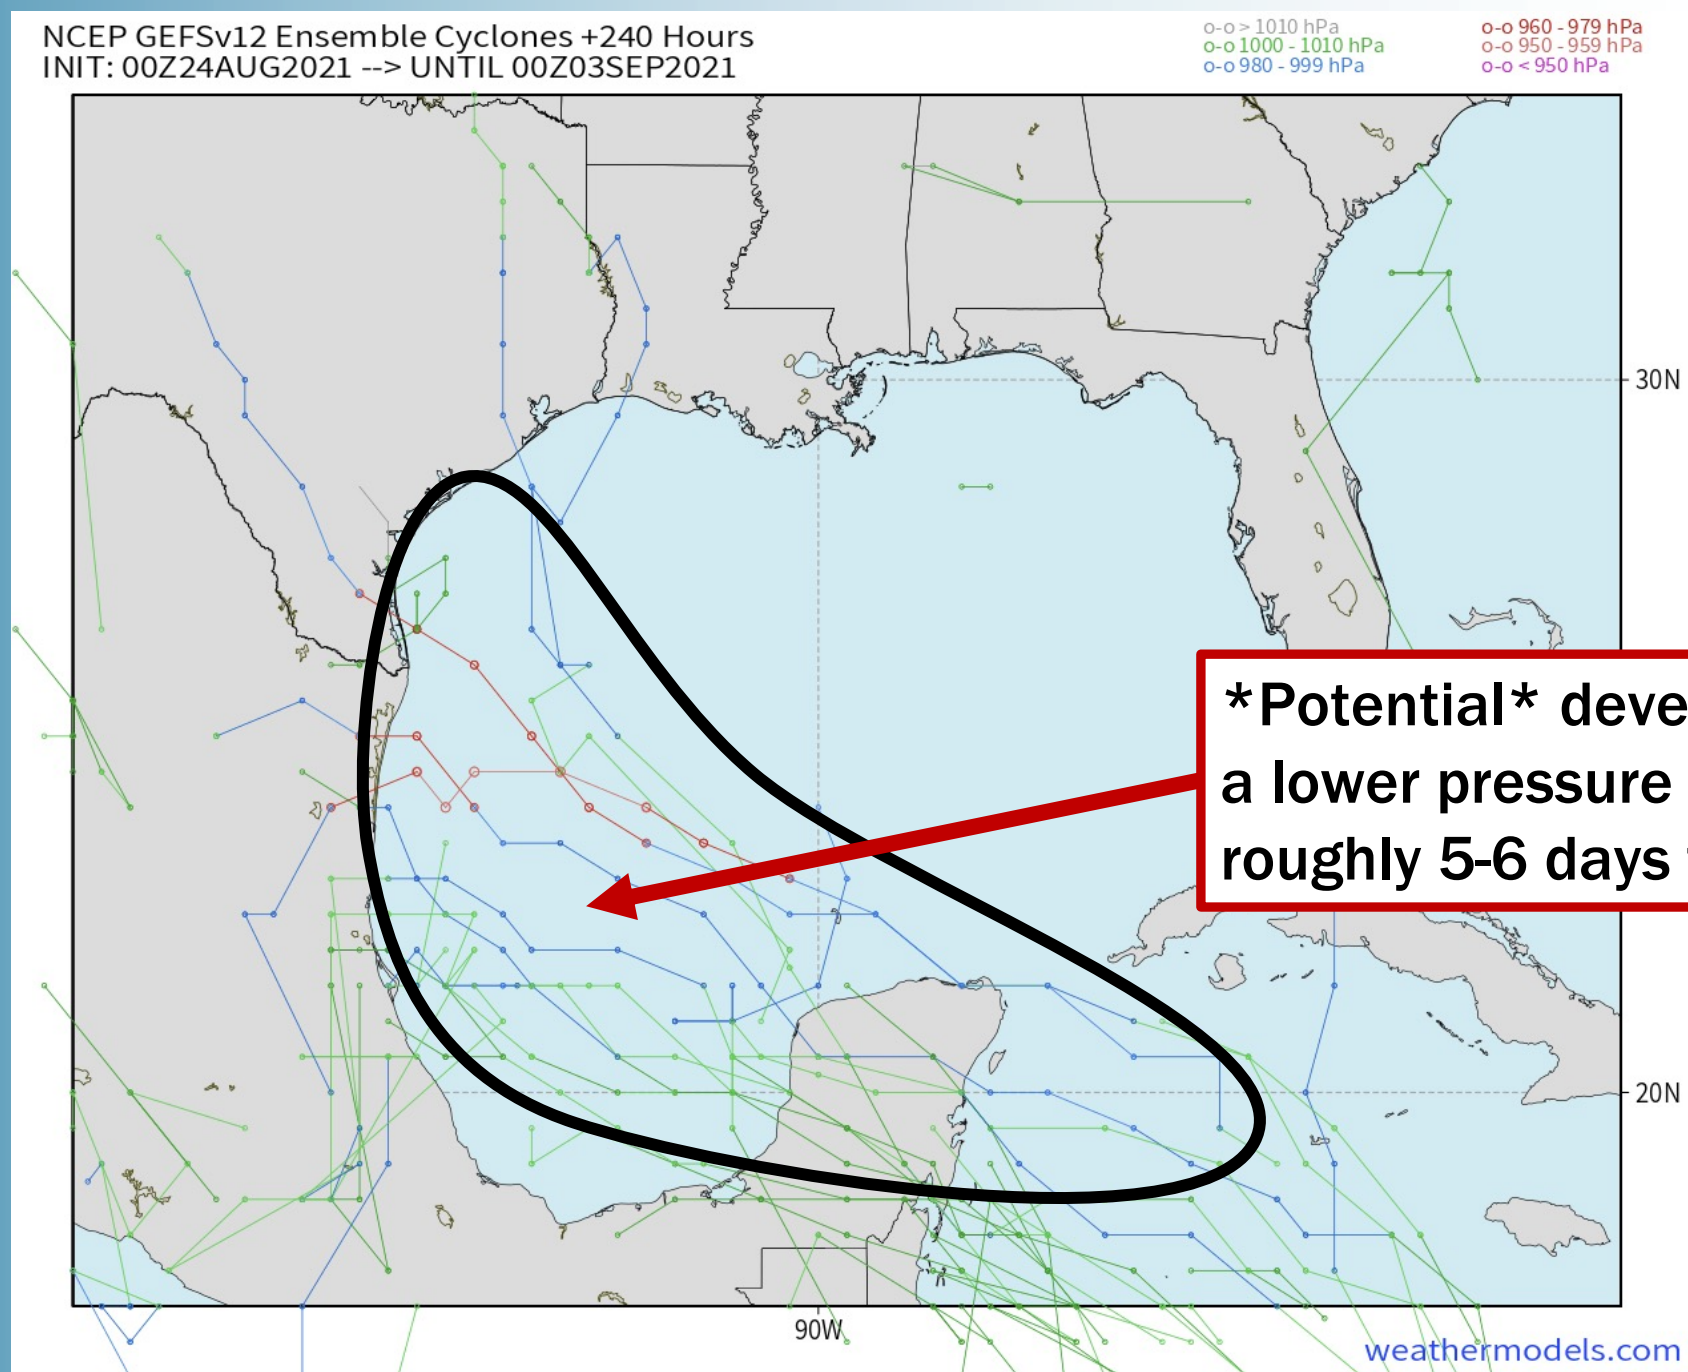 NCEP GEFSv12 Ensemble Cyclones +240 Hours
INIT: 00Z24AUG2021 --> UNTIL 00Z03SEP2021
o-o > 1010 hPa
o-o 1000 - 1010 hPa
o-o 980 - 999 hPa
o-o 960 - 979 hPa
o-o 950 - 959 hPa
o-o < 950 hPa
30N
*Potential* deve
a lower pressure
roughly 5-6 days
20N
90W
weathermodels.com